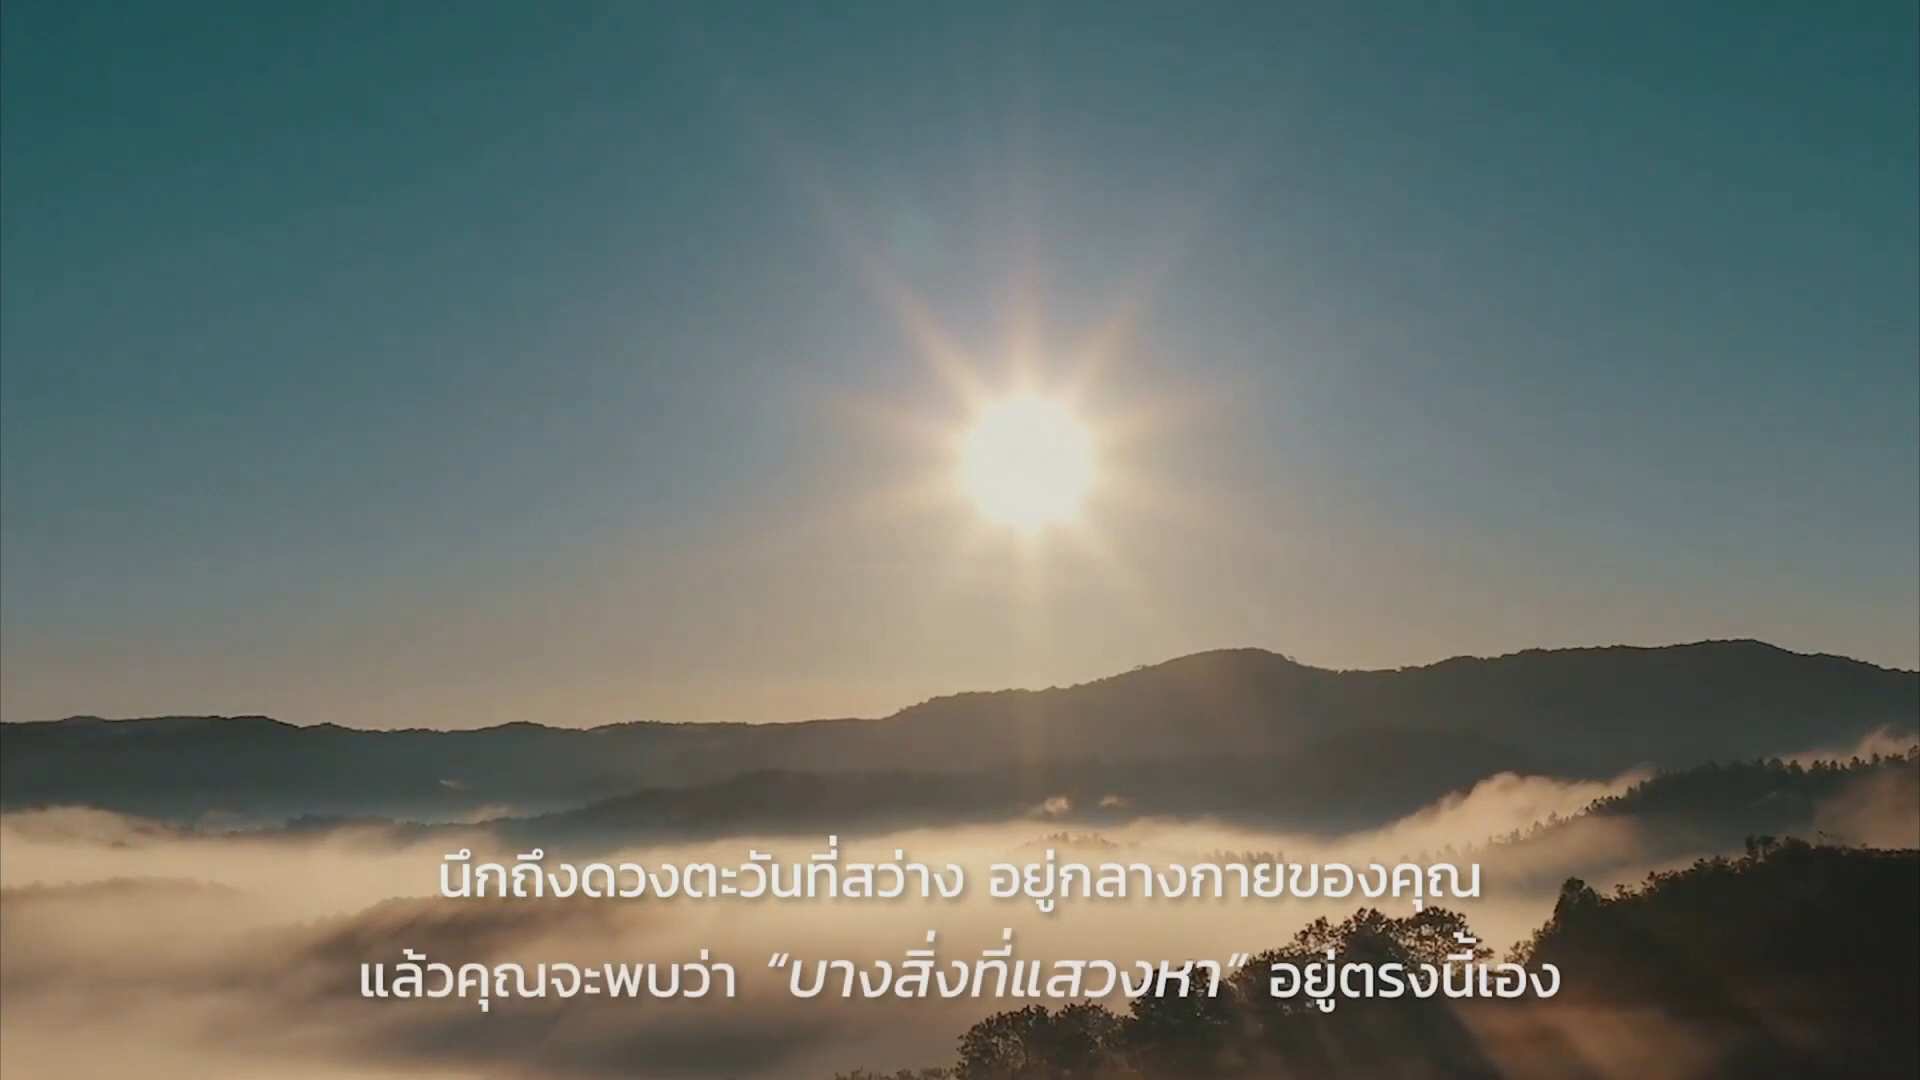 นึกถึงดวงตะวันที่สว่าง อยู่กลางกายของคุณ
แล้วคุณจะพบว่า “บางสิ่งที่แสวงหา” อยู่ตรงนี้เอง